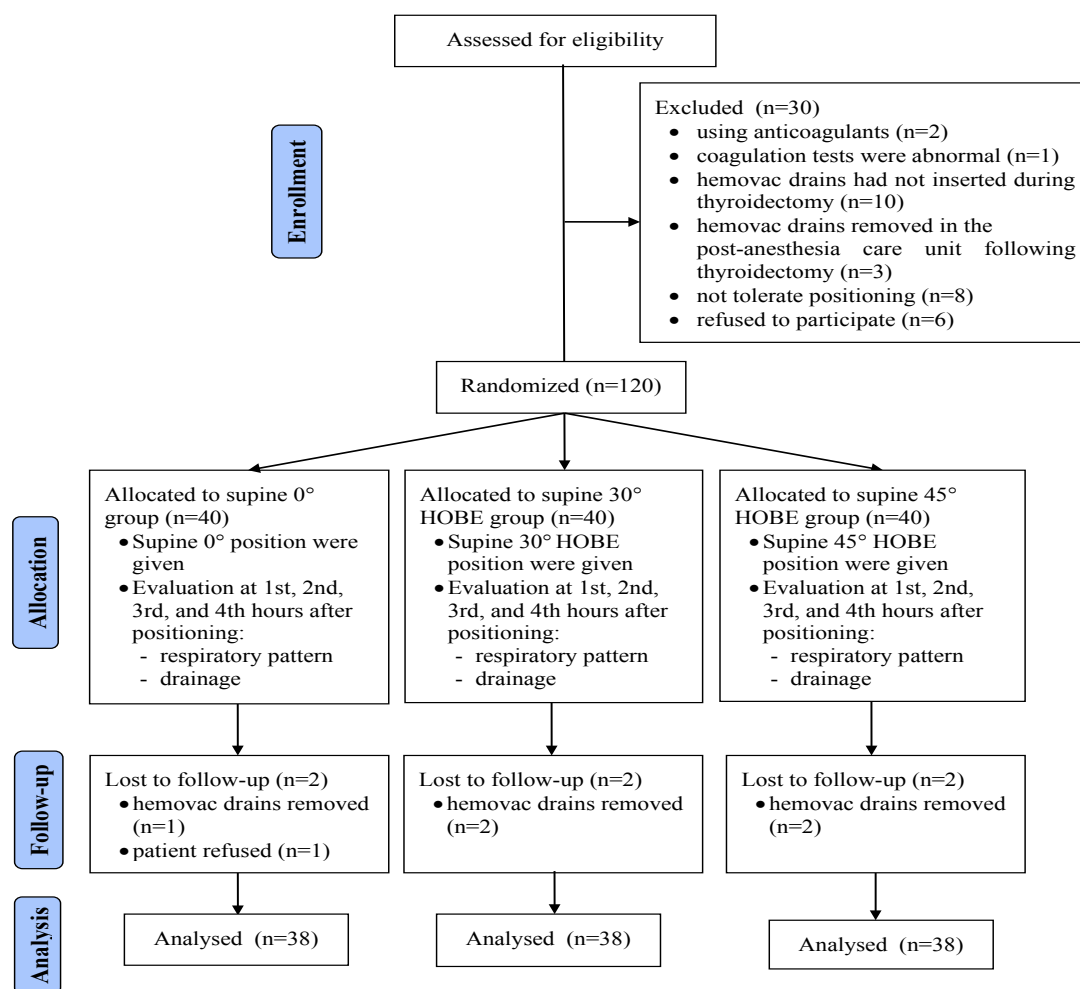 Assessed for eligibility
Enrollment
Excluded (n=30)
• using anticoagulants (n=2)
• coagulation tests were abnormal (n=1)
• hemovac drains had not inserted during
thyroidectomy (n=10)
• hemovac drains removed in the
post-anesthesia care unit following
thyroidectomy (n=3)
• not tolerate positioning (n=8)
• refused to participate (n=6)
Randomized (n=120)
Allocation
Allocated to supine 0°
group (n=40)
• Supine 0° position were
given
• Evaluation at 1st, 2nd,
3rd, and 4th hours after
positioning:
- respiratory pattern
- drainage
Allocated to supine 30°
HOBE group (n=40)
• Supine 30° HOBE
position were given
• Evaluation at 1st, 2nd,
3rd, and 4th hours after
positioning:
- respiratory pattern
- drainage
Allocated to supine 45°
HOBE group (n=40)
• Supine 45° HOBE
position were given
• Evaluation at 1st, 2nd,
3rd, and 4th hours after
positioning:
- respiratory pattern
- drainage
Follow-up
Lost to follow-up (n=2)
• hemovac drains removed
(n=1)
• patient refused (n=1)
Lost to follow-up (n=2)
• hemovac drains removed
(n=2)
Lost to follow-up (n=2)
• hemovac drains removed
(n=2)
Analysis
Analysed (n=38)
Analysed (n=38)
Analysed (n=38)